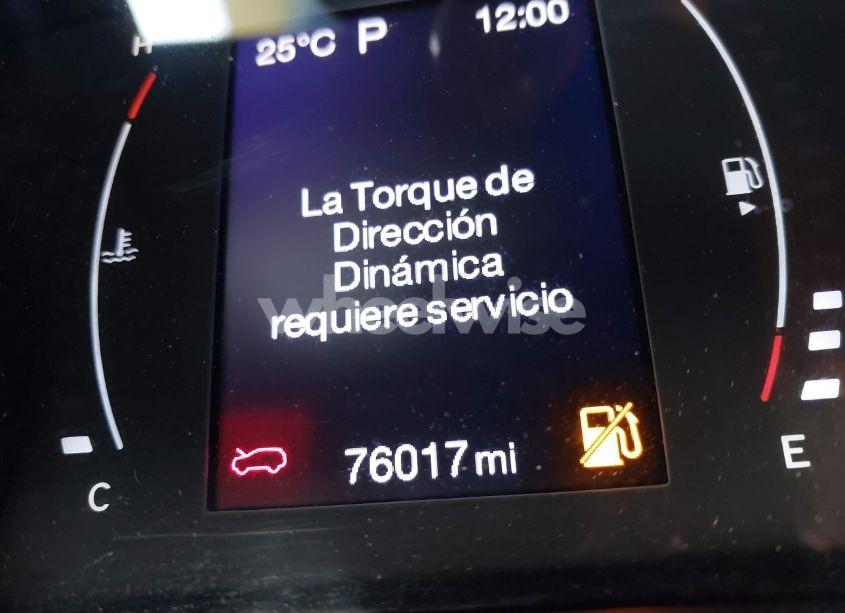 H
25°C P 12:00
La Torque de
Dirección
Dinámica
requiere servicio
wheelwise
76017 mi
C
E